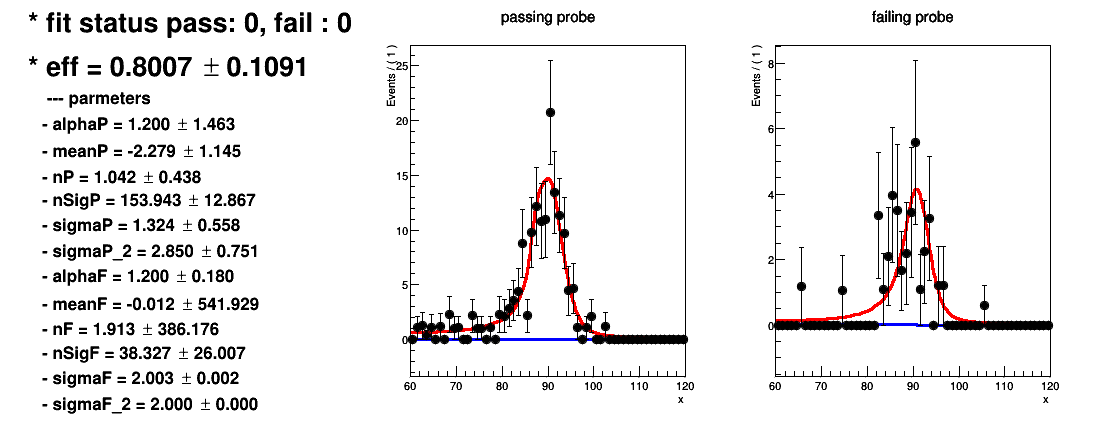 * fit status pass: 0, fail : 0
* eff = 0.8007 ± 0.1091
--- parmeters
- alphaP = 1.200 ± 1.463
- meanP = -2.279 ± 1.145
- nP = 1.042 ± 0.438
- nSigP = 153.943 ± 12.867
- sigmaP = 1.324 ± 0.558
- sigmaP_2 = 2.850 ± 0.751
- alphaF = 1.200 ± 0.180
- meanF = -0.012 ± 541.929
- nF = 1.913 ± 386.176
- nSigF = 38.327 ± 26.007
- sigmaF = 2.003 ± 0.002
- sigmaF_2 = 2.000 ± 0.000
passing probe
Events / ( 1 )
25
20
15
10
5
0
60 70 80 90 100 110 120
x
failing probe
Events / ( 1 )
8
6
4
2
0
60 70 80 90 100 110 120
x